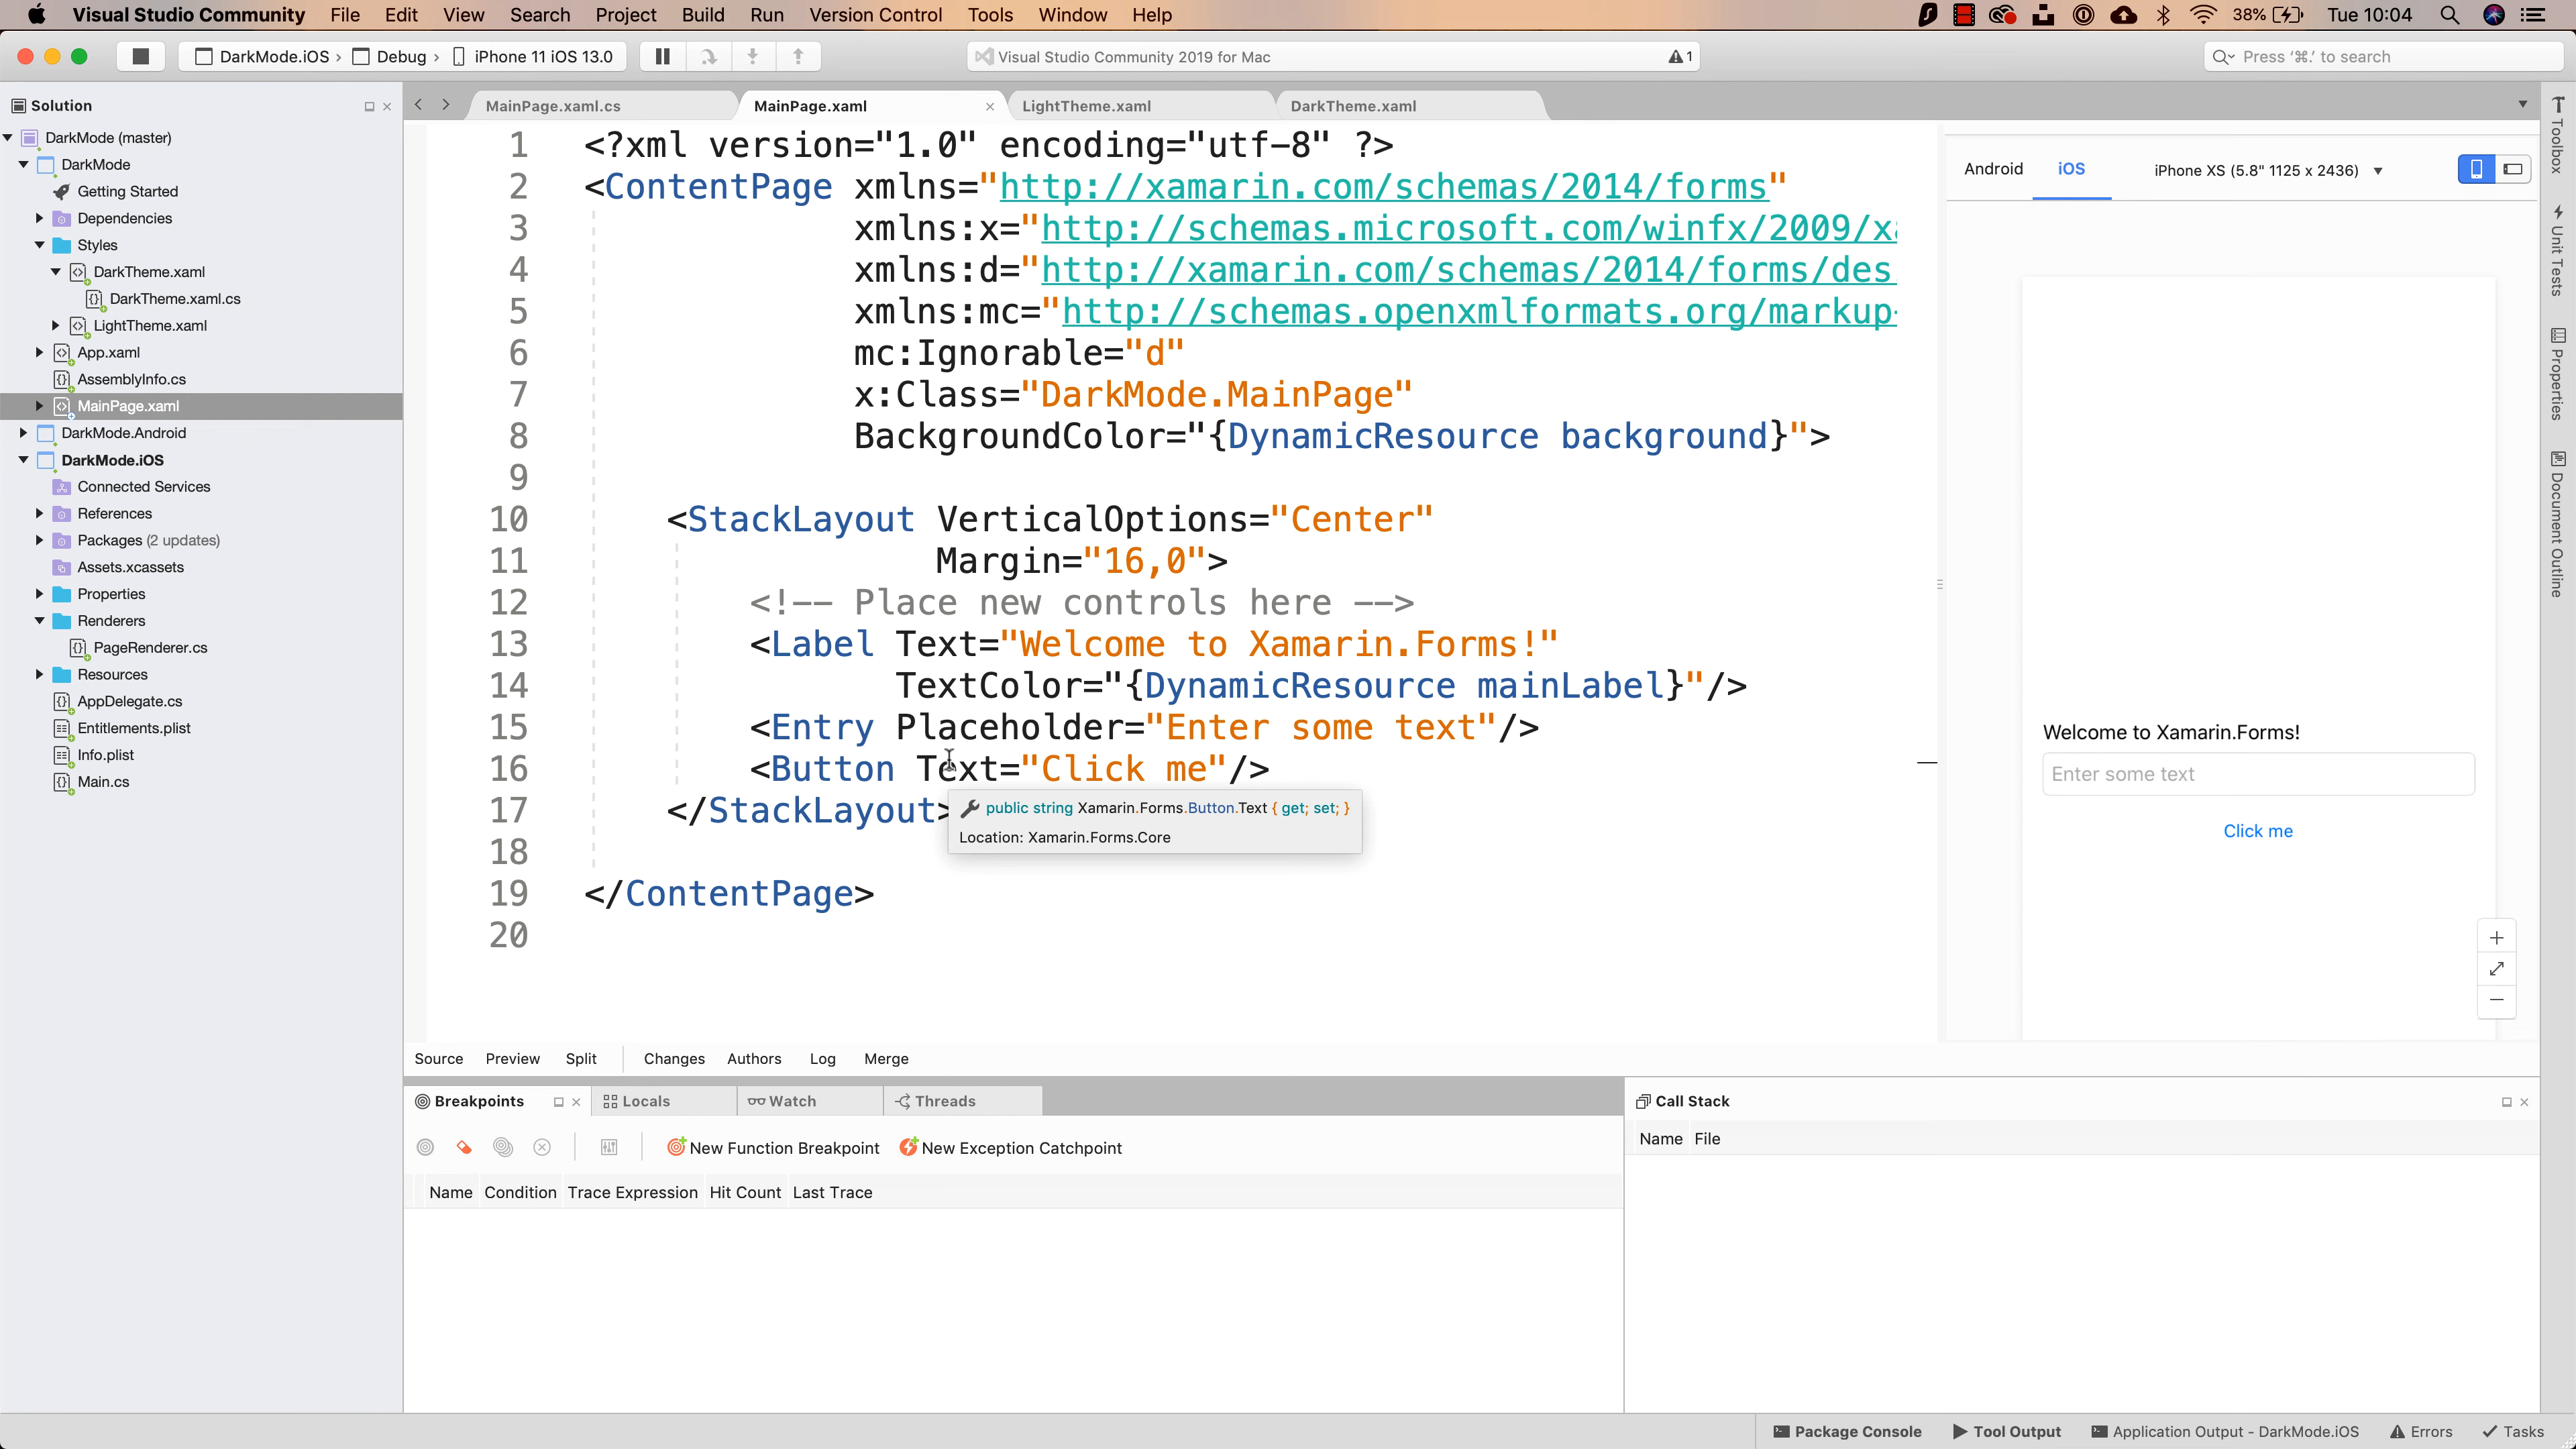 Visual Studio Community File Edit View Search Project Build Run Version Control Tools Window Help 38% Tue 10:04
DarkMode.iOS › Debug › iPhone 11 iOS 13.0 Visual Studio Community 2019 for Mac 1 Press ‘⌘.’ to search
Solution
DarkMode (master)
DarkMode
Getting Started
Dependencies
Styles
DarkTheme.xaml
DarkTheme.xaml.cs
LightTheme.xaml
App.xaml
AssemblyInfo.cs
MainPage.xaml
DarkMode.Android
DarkMode.iOS
Connected Services
References
Packages (2 updates)
Assets.xcassets
Properties
Renderers
PageRenderer.cs
Resources
AppDelegate.cs
Entitlements.plist
Info.plist
Main.cs
MainPage.xaml.cs MainPage.xaml LightTheme.xaml DarkTheme.xaml
1 <?xml version="1.0" encoding="utf-8" ?>
2 <ContentPage xmlns="http://xamarin.com/schemas/2014/forms"
3 xmlns:x="http://schemas.microsoft.com/winfx/2009/xa
4 xmlns:d="http://xamarin.com/schemas/2014/forms/des
5 xmlns:mc="http://schemas.openxmlformats.org/markup-
6 mc:Ignorable="d"
7 x:Class="DarkMode.MainPage"
8 BackgroundColor="{DynamicResource background}">
9
10 <StackLayout VerticalOptions="Center"
11 Margin="16,0">
12 <!-- Place new controls here -->
13 <Label Text="Welcome to Xamarin.Forms!"
14 TextColor="{DynamicResource mainLabel}"/>
15 <Entry Placeholder="Enter some text"/>
16 <Button Text="Click me"/>
17 </StackLayout>
18
19 </ContentPage>
20
public string Xamarin.Forms.Button.Text { get; set; }
Location: Xamarin.Forms.Core
Android iOS iPhone XS (5.8" 1125 x 2436)
Welcome to Xamarin.Forms!
Enter some text
Click me
Toolbox
Unit Tests
Properties
Document Outline
Source Preview Split Changes Authors Log Merge
Breakpoints Locals Watch Threads
New Function Breakpoint New Exception Catchpoint
Name Condition Trace Expression Hit Count Last Trace
Call Stack
Name File
Package Console Tool Output Application Output - DarkMode.iOS Errors Tasks